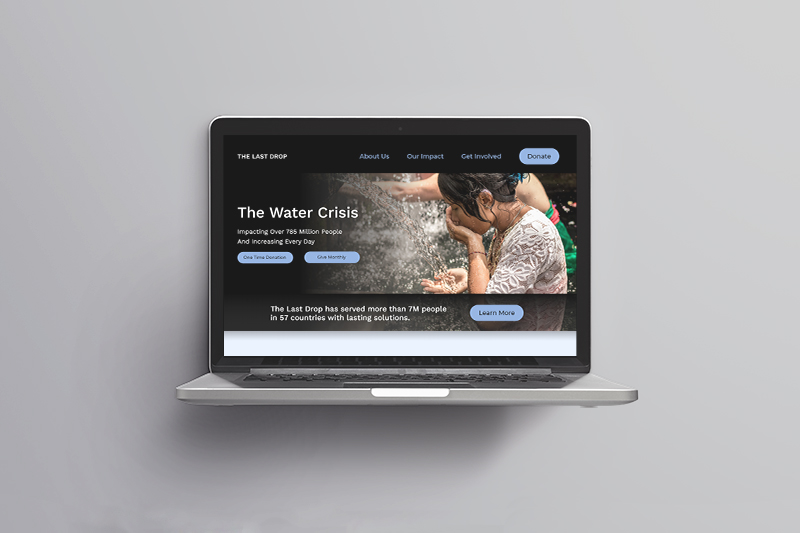 THE LAST DROP
About Us
Our Impact
Get Involved
Donate
The Water Crisis
Impacting Over 785 Million People
And Increasing Every Day
One Time Donation
Give Monthly
The Last Drop has served more than 7M people
in 57 countries with lasting solutions.
Learn More